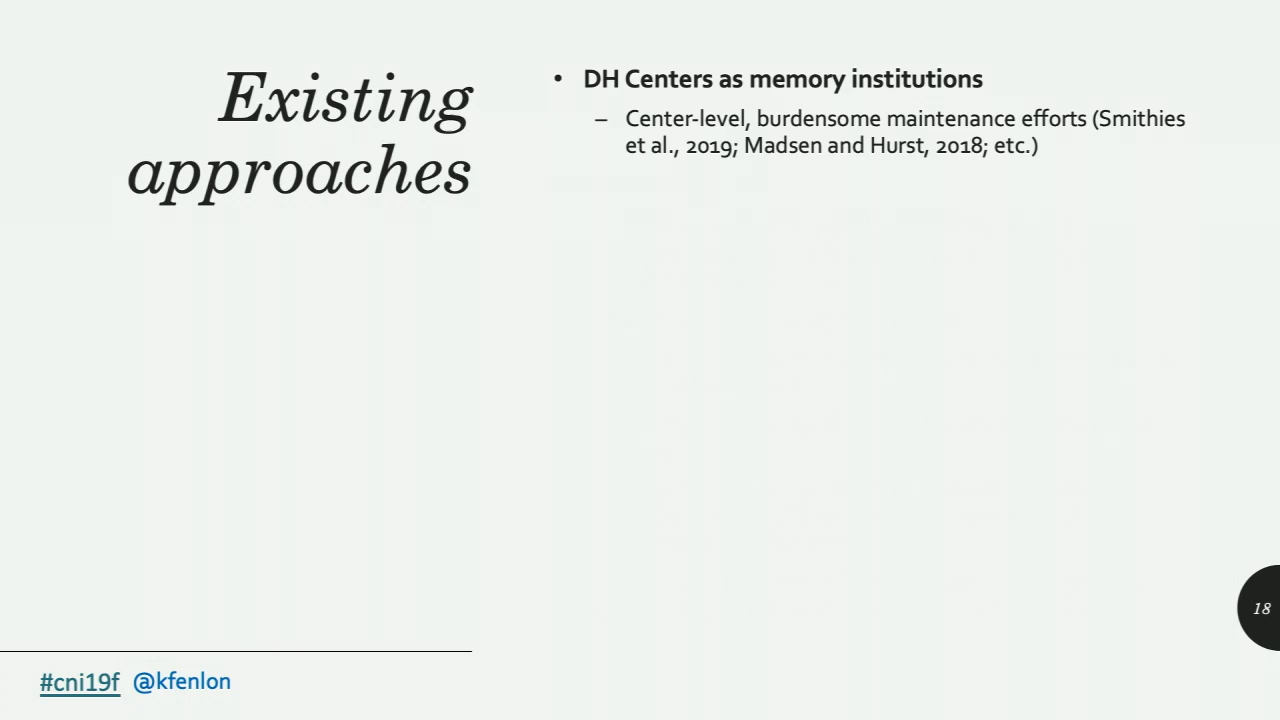 Existing
approaches
• DH Centers as memory institutions
– Center-level, burdensome maintenance efforts (Smithies
et al., 2019; Madsen and Hurst, 2018; etc.)
18
#cni19f @kfenlon